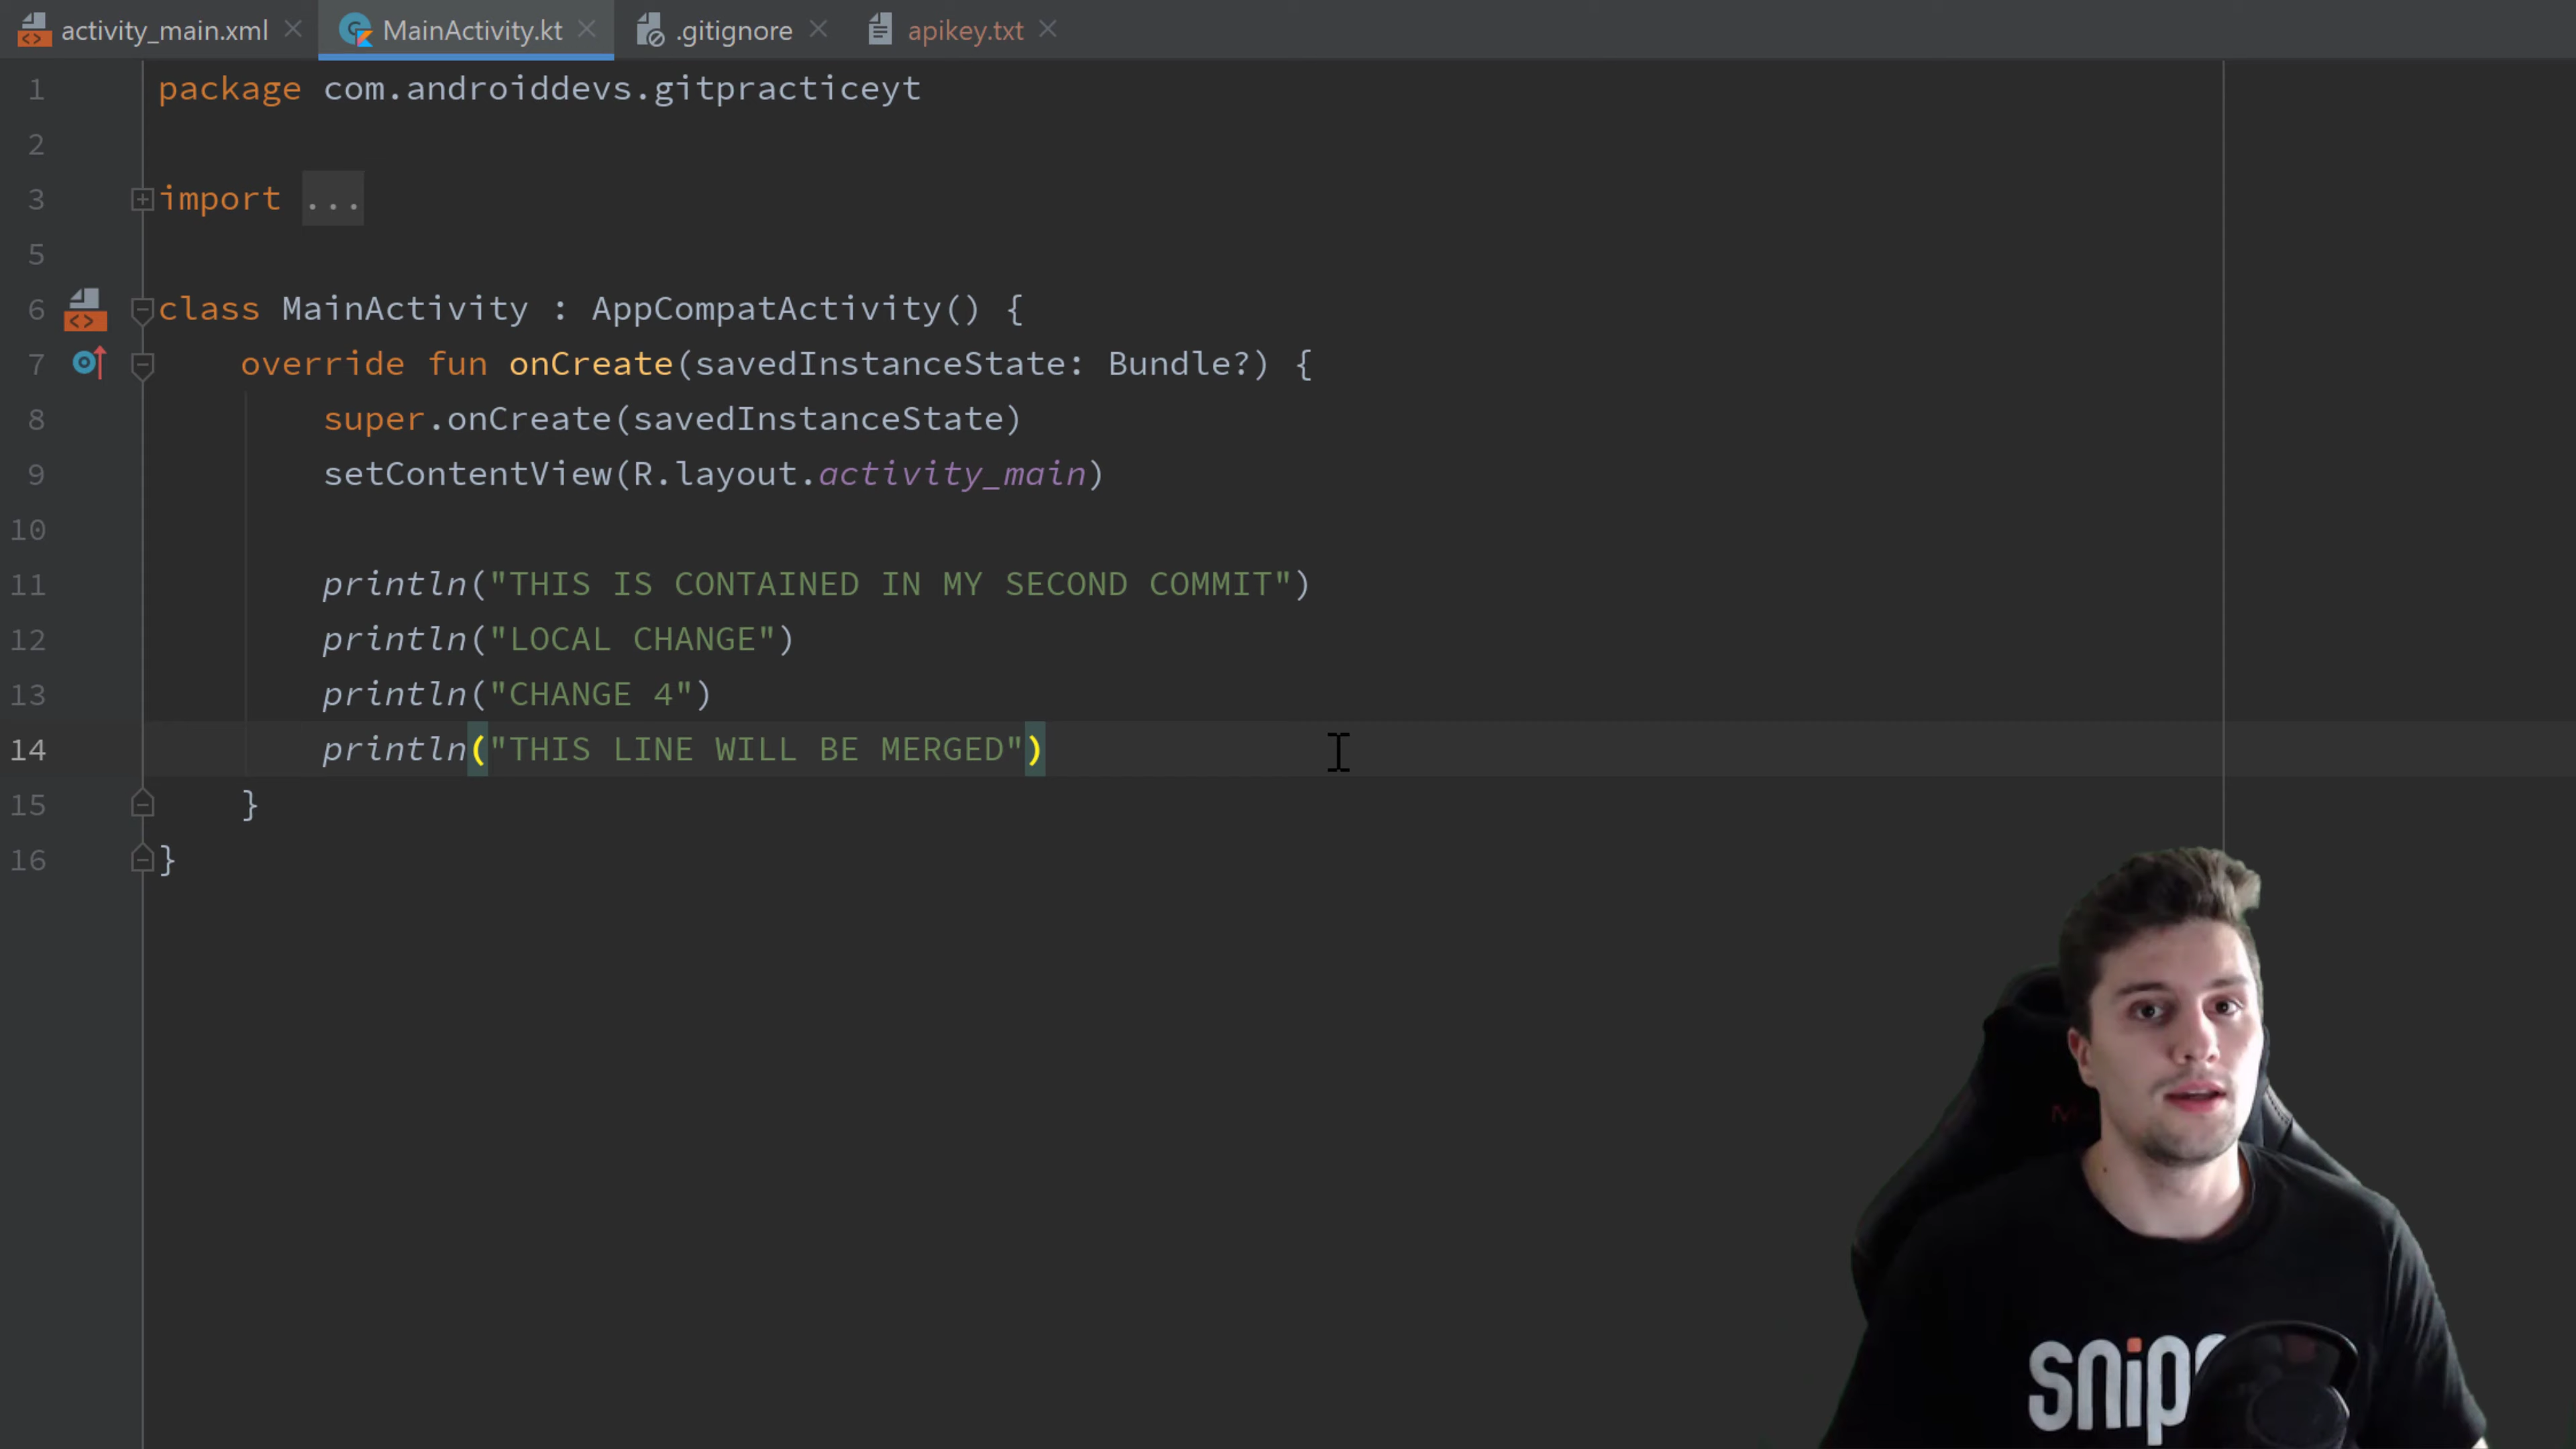 activity_main.xml MainActivity.kt .gitignore apikey.txt
1 package com.androiddevs.gitpracticeyt
2
3 import ...
5
6 class MainActivity : AppCompatActivity() {
7 override fun onCreate(savedInstanceState: Bundle?) {
8 super.onCreate(savedInstanceState)
9 setContentView(R.layout.activity_main)
10
11 println("THIS IS CONTAINED IN MY SECOND COMMIT")
12 println("LOCAL CHANGE")
13 println("CHANGE 4")
14 println("THIS LINE WILL BE MERGED")
15 }
16 }